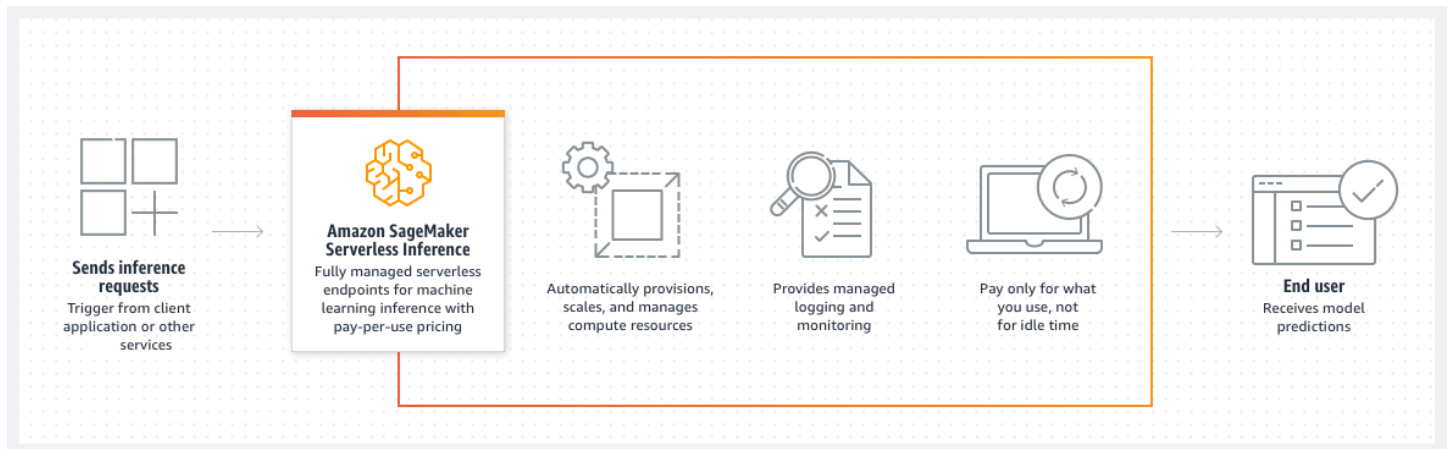 Sends inference
requests
Trigger from client
application or other
services
Amazon SageMaker
Serverless Inference
Fully managed serverless
endpoints for machine
learning inference with
pay-per-use pricing
Automatically provisions,
scales, and manages
compute resources
Provides managed
logging and
monitoring
Pay only for what
you use, not
for idle time
End user
Receives model
predictions